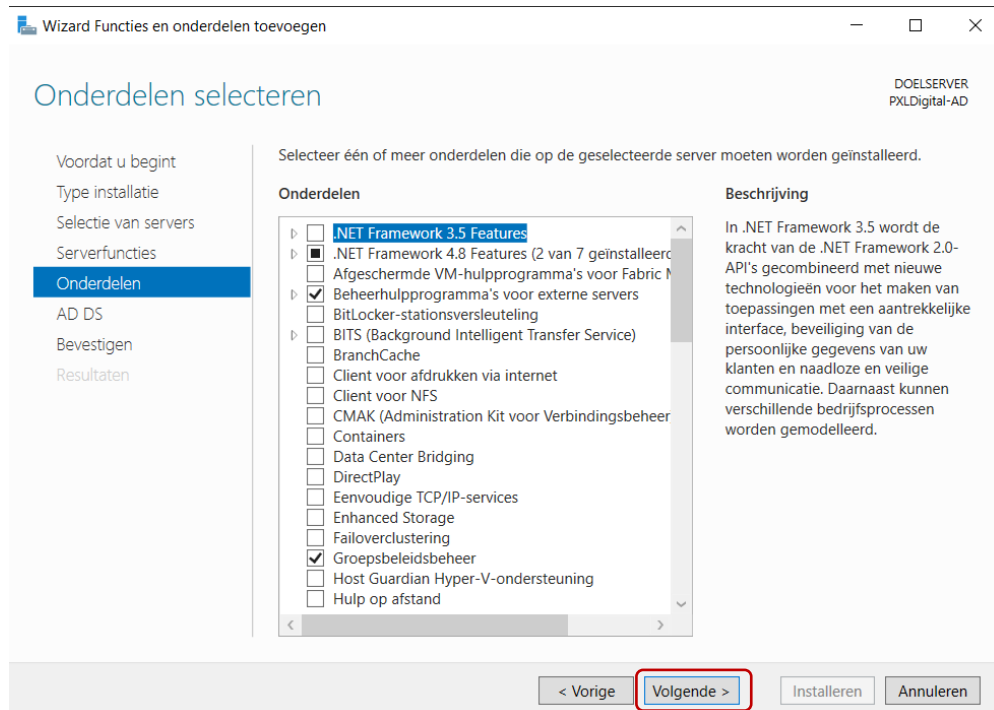 Wizard Functies en onderdelen toevoegen
Onderdelen selecteren
DOELSERVER
PXLDigital-AD
Voordat u begint
Type installatie
Selectie van servers
Serverfuncties
Onderdelen
AD DS
Bevestigen
Resultaten
Selecteer één of meer onderdelen die op de geselecteerde server moeten worden geïnstalleerd.
Onderdelen
.NET Framework 3.5 Features
.NET Framework 4.8 Features (2 van 7 geïnstalleerd
Afgeschermde VM-hulpprogramma's voor Fabric
Beheerhulpprogramma's voor externe servers
BitLocker-stationsversleuteling
BITS (Background Intelligent Transfer Service)
BranchCache
Client voor afdrukken via internet
Client voor NFS
CMAK (Administration Kit voor Verbindingsbeheer
Containers
Data Center Bridging
DirectPlay
Eenvoudige TCP/IP-services
Enhanced Storage
Failoverclustering
Groepsbeleidsbeheer
Host Guardian Hyper-V-ondersteuning
Hulp op afstand
Beschrijving
In .NET Framework 3.5 wordt de
kracht van de .NET Framework 2.0-
API's gecombineerd met nieuwe
technologieën voor het maken van
toepassingen met een aantrekkelijke
interface, beveiliging van de
persoonlijke gegevens van uw
klanten en naadloze en veilige
communicatie. Daarnaast kunnen
verschillende bedrijfsprocessen
worden gemodelleerd.
< Vorige
Volgende >
Installeren
Annuleren